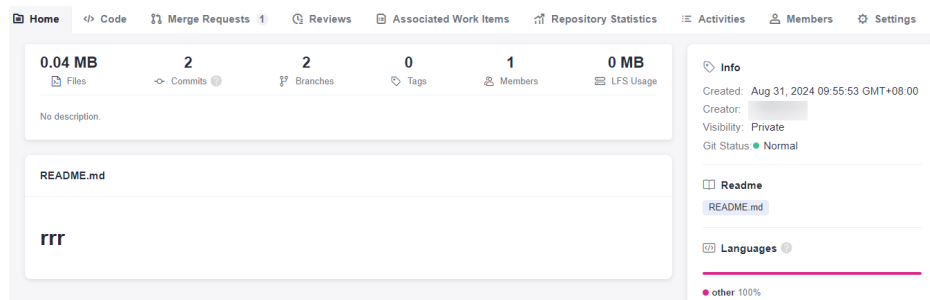 Home Code Merge Requests 1 Reviews Associated Work Items Repository Statistics Activities Members Settings
0.04 MB 2 2 0 1 0 MB
Files Commits ? Branches Tags Members LFS Usage
No description.
README.md
rrr
Info
Created: Aug 31, 2024 09:55:53 GMT+08:00
Creator:
Visibility: Private
Git Status: Normal
Readme
README.md
Languages ?
other 100%